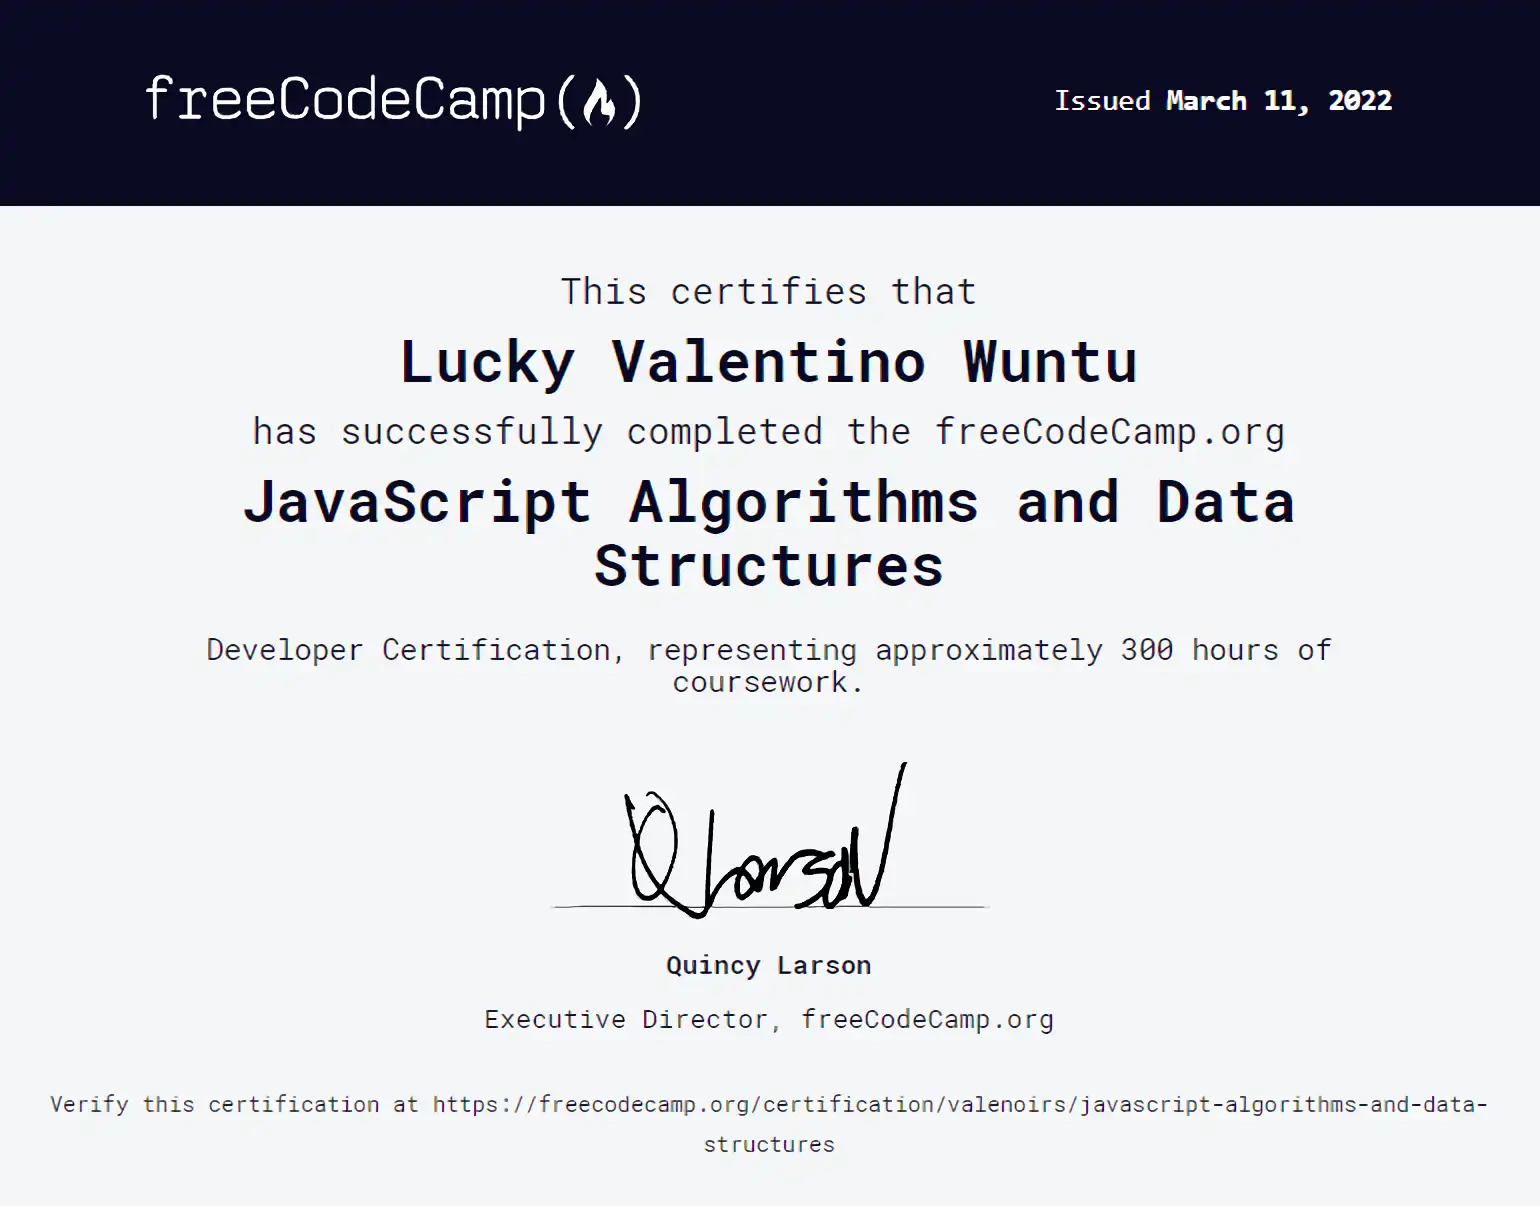 freeCodeCamp(🔥)
Issued March 11, 2022
This certifies that
Lucky Valentino Wuntu
has successfully completed the freeCodeCamp.org
JavaScript Algorithms and Data
Structures
Developer Certification, representing approximately 300 hours of
coursework.
Q Larson
Quincy Larson
Executive Director, freeCodeCamp.org
Verify this certification at https://freecodecamp.org/certification/valenoirs/javascript-algorithms-and-data-
structures